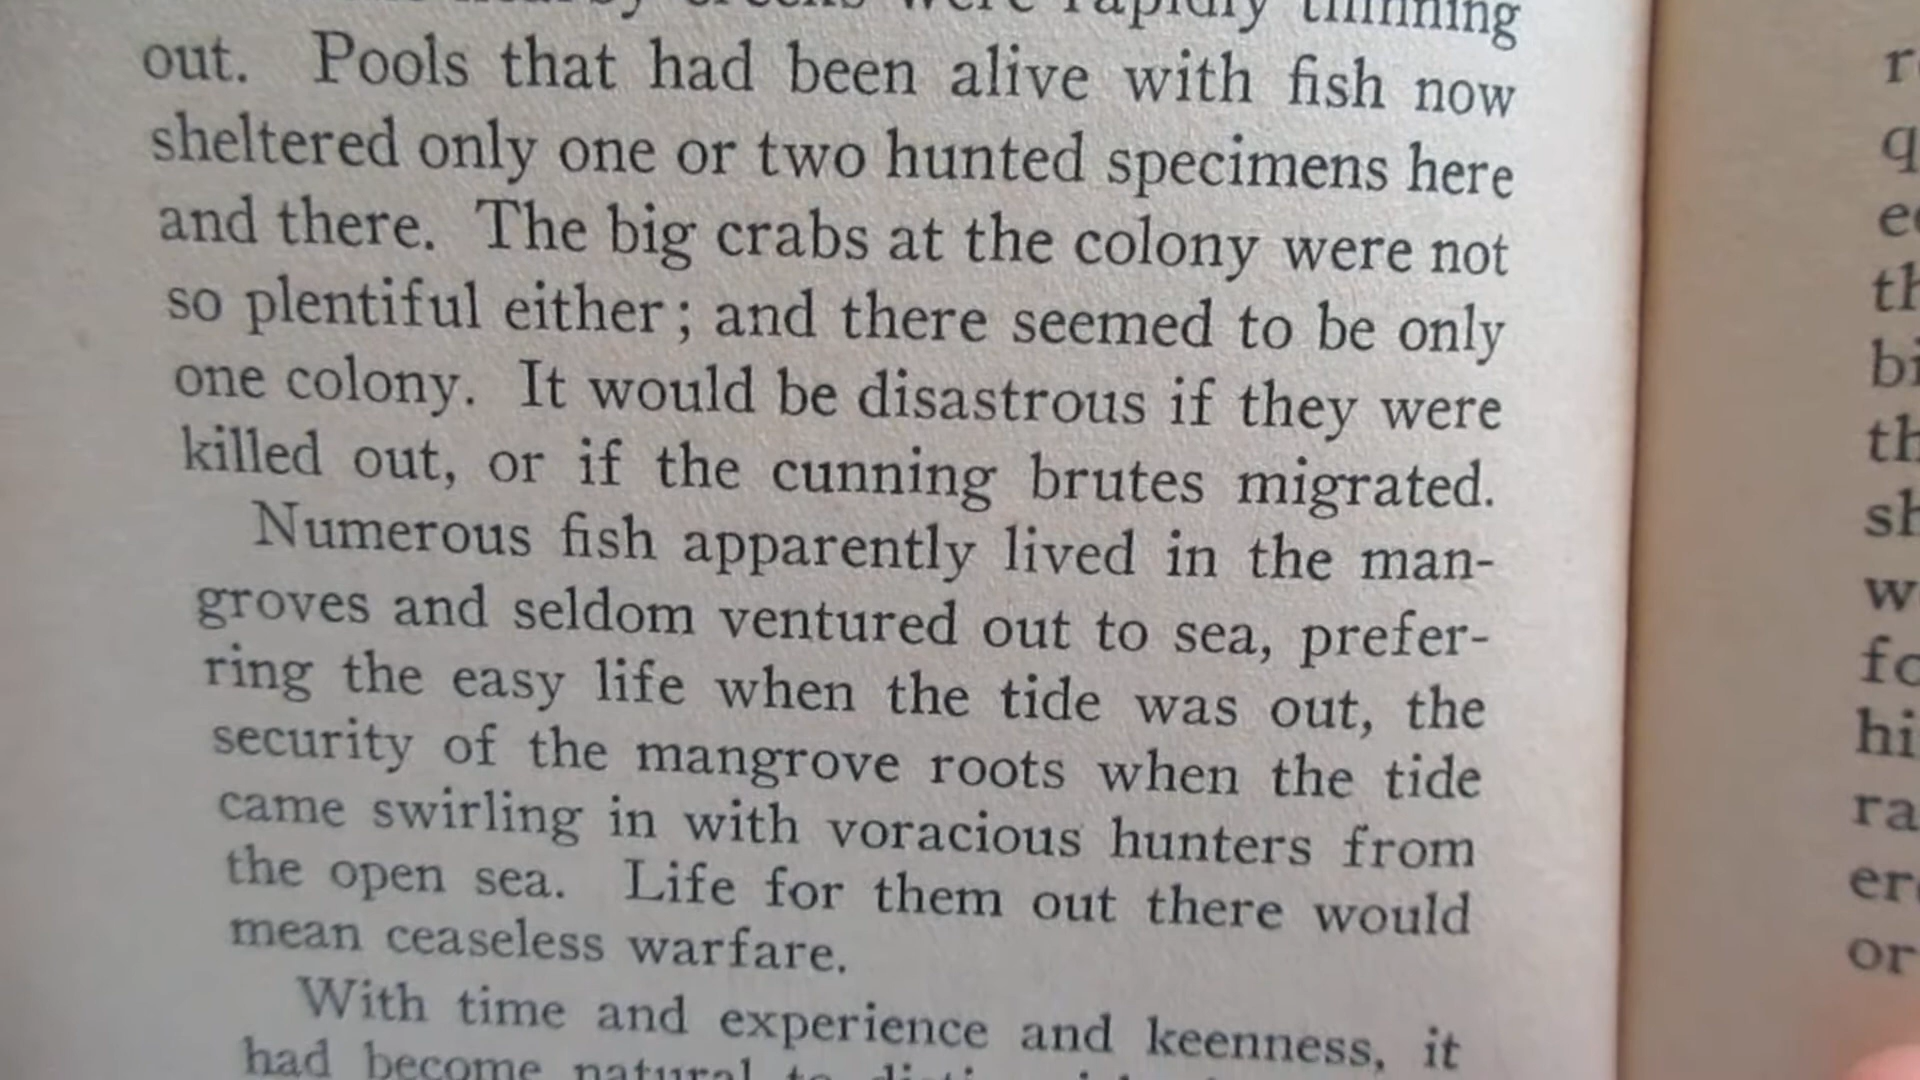 were rapidly thinning
out. Pools that had been alive with fish now
sheltered only one or two hunted specimens here
and there. The big crabs at the colony were not
so plentiful either; and there seemed to be only
one colony. It would be disastrous if they were
killed out, or if the cunning brutes migrated.
Numerous fish apparently lived in the man-
groves and seldom ventured out to sea, prefer-
ring the easy life when the tide was out, the
security of the mangrove roots when the tide
came swirling in with voracious hunters from
the open sea. Life for them out there would
mean ceaseless warfare.
With time and experience and keenness, it
had become natural to